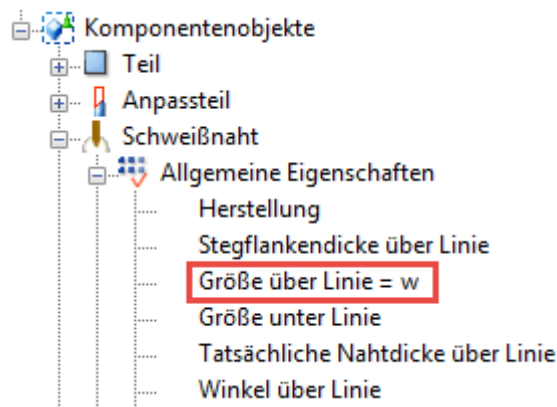 Komponentenobjekte
Teil
Anpassteil
Schweißnaht
Allgemeine Eigenschaften
Herstellung
Stegflankendicke über Linie
Größe über Linie = w
Größe unter Linie
Tatsächliche Nahtdicke über Linie
Winkel über Linie